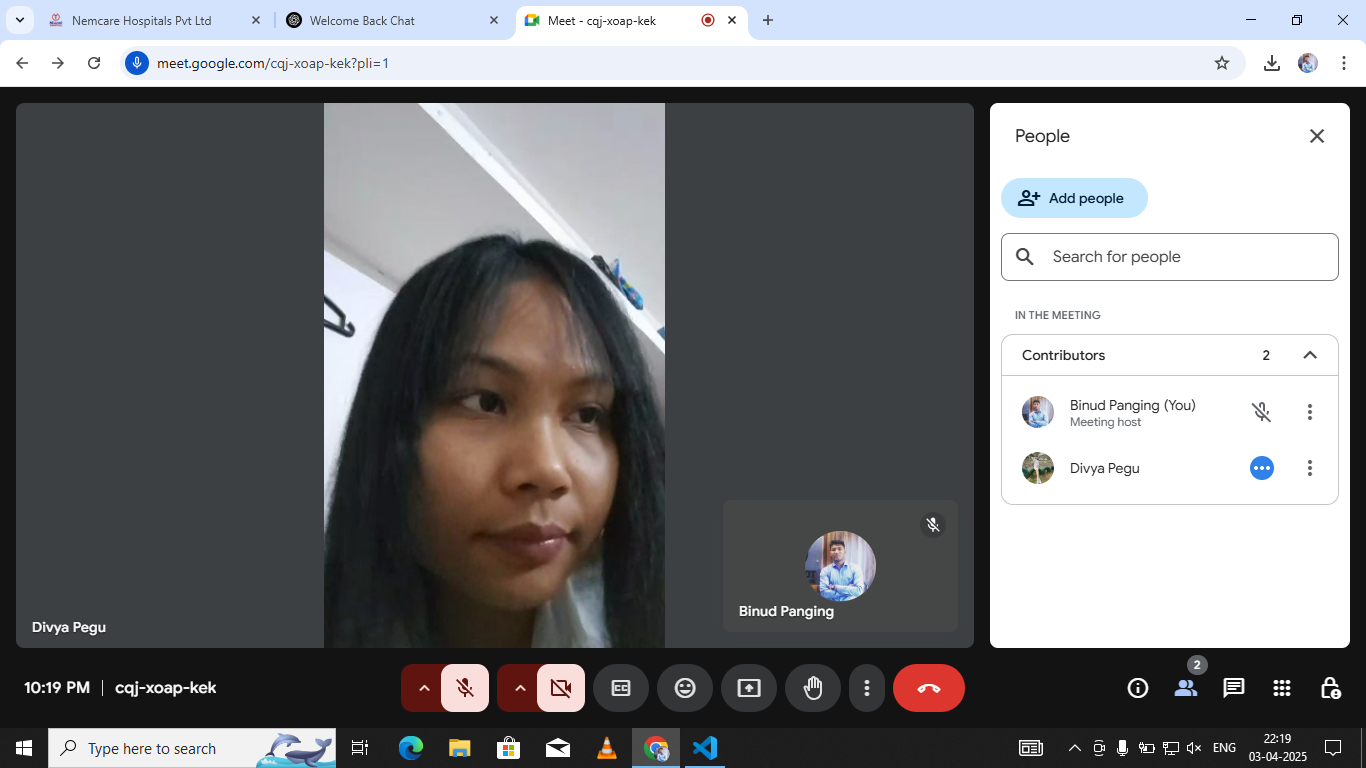 Nemcare Hospitals Pvt Ltd
Welcome Back Chat
Meet - cqj-xoap-kek
meet.google.com/cqj-xoap-kek?pli=1
People
Add people
Search for people
IN THE MEETING
Contributors 2
Binud Panging (You)
Meeting host
Divya Pegu
Binud Panging
Divya Pegu
10:19 PM | cqj-xoap-kek
CC
2
Type here to search
ENG
22:19
03-04-2025